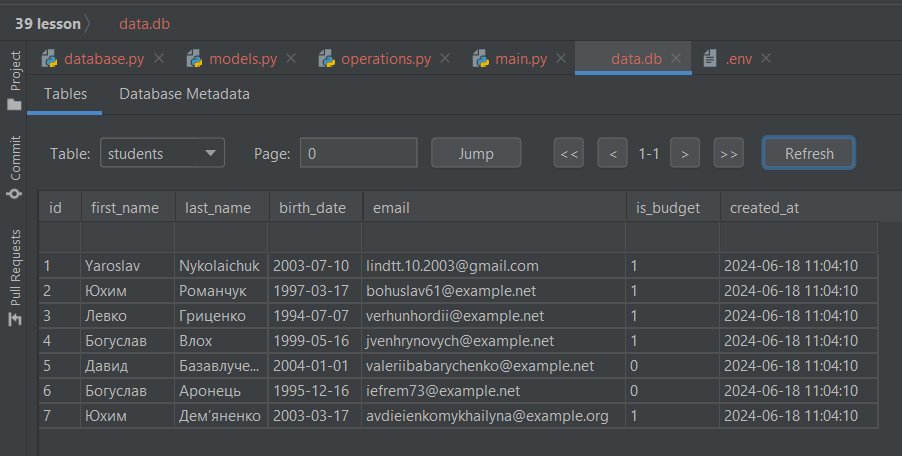 39 lesson data.db
database.py models.py operations.py main.py data.db .env
Project
Commit
Pull Requests
Tables Database Metadata
Table: students Page: 0 Jump << < 1-1 > >> Refresh
id first_name last_name birth_date email is_budget created_at
1 Yaroslav Nykolaichuk 2003-07-10 lindtt.10.2003@gmail.com 1 2024-06-18 11:04:10
2 Юхим Романчук 1997-03-17 bohuslav61@example.net 1 2024-06-18 11:04:10
3 Левко Гриценко 1994-07-07 verhunhordii@example.net 1 2024-06-18 11:04:10
4 Богуслав Влох 1999-05-16 jvenhrynovych@example.net 1 2024-06-18 11:04:10
5 Давид Базавлуче... 2004-01-01 valeriibabarychenko@example.net 0 2024-06-18 11:04:10
6 Богуслав Аронець 1995-12-16 iefrem73@example.net 0 2024-06-18 11:04:10
7 Юхим Дем’яненко 2003-03-17 avdieienkomykhailyna@example.org 1 2024-06-18 11:04:10